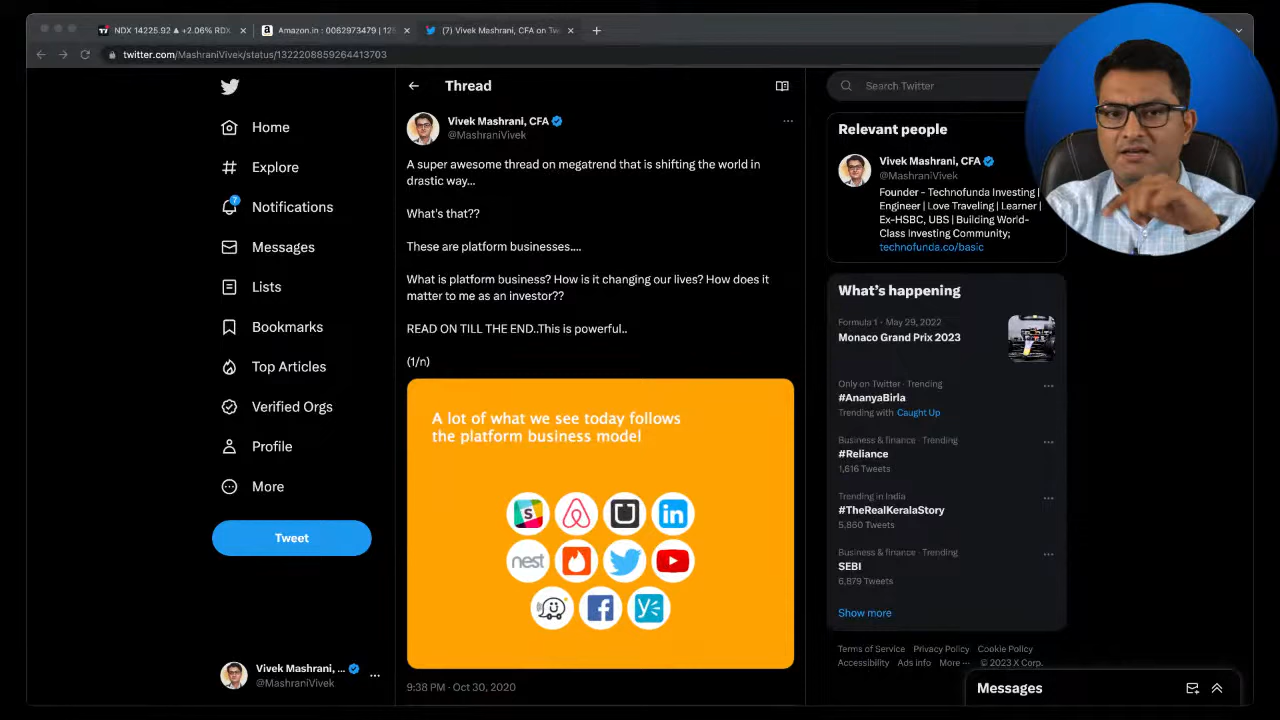 NDX 14225.92 ▲ +2.06% RDX
Amazon.in : 0062973479 | 125
(7) Vivek Mashrani, CFA on Tw
twitter.com/MashraniVivek/status/1322208859264413703
Home
Explore
7
Notifications
Messages
Lists
Bookmarks
Top Articles
Verified Orgs
Profile
More
Tweet
Vivek Mashrani, ...
@MashraniVivek
Thread
Vivek Mashrani, CFA
@MashraniVivek
A super awesome thread on megatrend that is shifting the world in
drastic way...
What's that??
These are platform businesses....
What is platform business? How is it changing our lives? How does it
matter to me as an investor??
READ ON TILL THE END..This is powerful..
(1/n)
A lot of what we see today follows
the platform business model!
S
in
nest
9:38 PM · Oct 30, 2020
Search Twitter
Relevant people
Vivek Mashrani, CFA
@MashraniVivek
Founder - Technofunda Investing |
Engineer | Love Traveling | Learner |
Ex-HSBC, UBS | Building World-
Class Investing Community;
technofunda.co/basic
What's happening
Formula 1 · May 29, 2022
Monaco Grand Prix 2023
Only on Twitter · Trending
#AnanyaBirla
Trending with Caught Up
Business & finance · Trending
#Reliance
1,616 Tweets
Trending in India
#TheRealKeralaStory
5,860 Tweets
Business & finance · Trending
SEBI
6,879 Tweets
Show more
Terms of Service Privacy Policy Cookie Policy
Accessibility Ads info More ··· © 2023 X Corp.
Messages